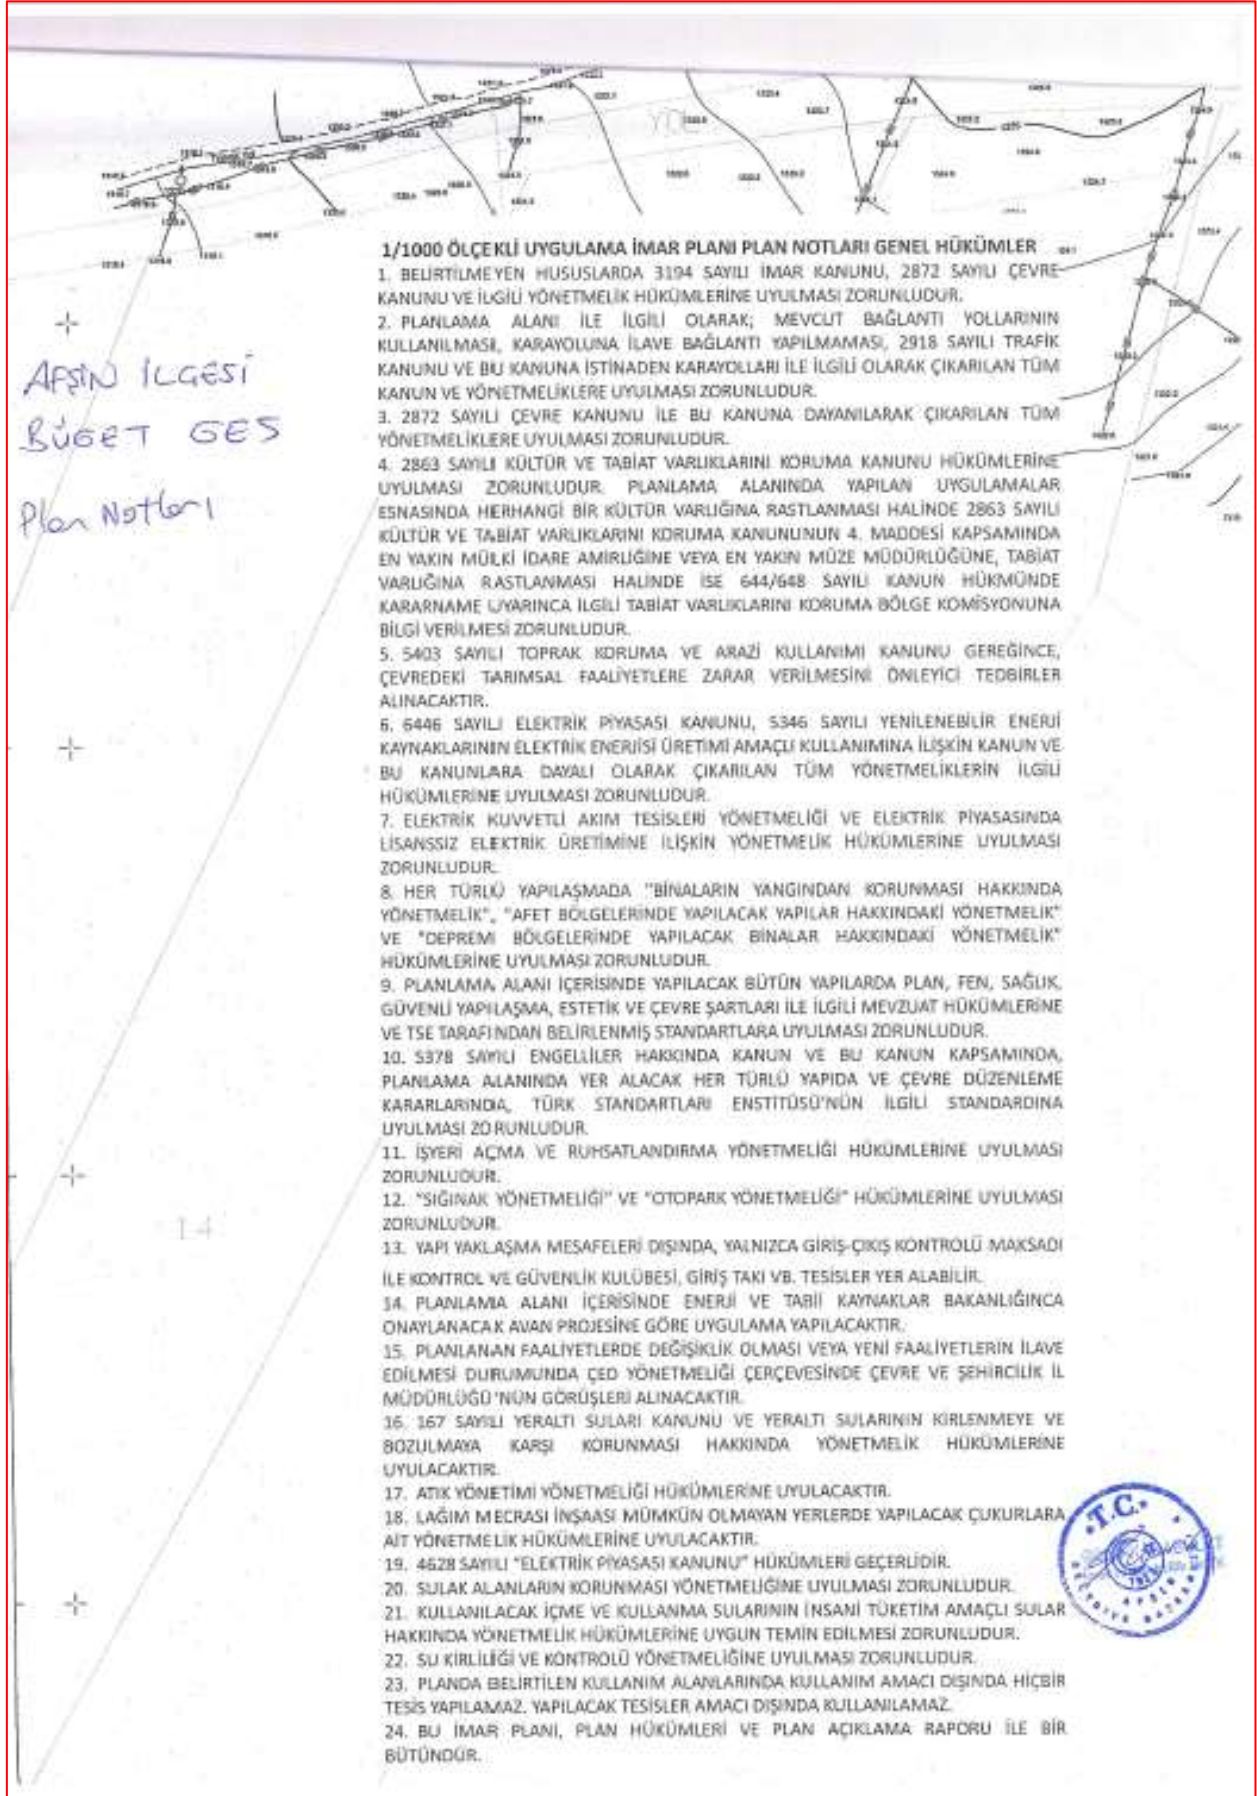 1/1000 ÖLÇEKLİ UYGULAMA İMAR PLANI PLAN NOTLARI GENEL HÜKÜMLER
1. BELİRTİLMEYEN HUSUSLARDA 3194 SAYILI İMAR KANUNU, 2872 SAYILI ÇEVRE
KANUNU VE İLGİLİ YÖNETMELİK HÜKÜMLERİNE UYULMASI ZORUNLUDUR.
2. PLANLAMA ALANI İLE İLGİLİ OLARAK; MEVCUT BAĞLANTI YOLLARININ
KULLANILMASI, KARAYOLUNA İLAVE BAĞLANTI YAPILMAMASI, 2918 SAYILI TRAFİK
KANUNU VE BU KANUNA İSTİNADEN KARAYOLLARI İLE İLGİLİ OLARAK ÇIKARILAN TÜM
KANUN VE YÖNETMELİKLERE UYULMASI ZORUNLUDUR.
3. 2872 SAYILI ÇEVRE KANUNU İLE BU KANUNA DAYANILARAK ÇIKARILAN TÜM
YÖNETMELİKLERE UYULMASI ZORUNLUDUR.
4. 2863 SAYILI KÜLTÜR VE TABİAT VARLIKLARINI KORUMA KANUNU HÜKÜMLERİNE
UYULMASI ZORUNLUDUR. PLANLAMA ALANINDA YAPILAN UYGULAMALAR
ESNASINDA HERHANGİ BİR KÜLTÜR VARLIĞINA RASTLANMASI HALİNDE 2863 SAYILI
KÜLTÜR VE TABİAT VARLIKLARINI KORUMA KANUNUNUN 4. MADDESİ KAPSAMINDA
EN YAKIN MÜLKİ İDARE AMİRLİĞİNE VEYA EN YAKIN MÜZE MÜDÜRLÜĞÜNE, TABİAT
VARLIĞINA RASTLANMASI HALİNDE İSE 644/648 SAYILI KANUN HÜKMÜNDE
KARARNAME UYARINCA İLGİLİ TABİAT VARLIKLARINI KORUMA BÖLGE KOMİSYONUNA
BİLGİ VERİLMESİ ZORUNLUDUR.
5. 5403 SAYILI TOPRAK KORUMA VE ARAZİ KULLANIMI KANUNU GEREĞİNCE,
ÇEVREDEKİ TARIMSAL FAALİYETLERE ZARAR VERİLMESİNİ ÖNLEYİCİ TEDBİRLER
ALINACAKTIR.
6. 6446 SAYILI ELEKTRİK PİYASASI KANUNU, 5346 SAYILI YENİLENEBİLİR ENERJİ
KAYNAKLARININ ELEKTRİK ENERJİSİ ÜRETİMİ AMAÇLI KULLANIMINA İLİŞKİN KANUN VE
BU KANUNLARA DAYALI OLARAK ÇIKARILAN TÜM YÖNETMELİKLERİN İLGİLİ
HÜKÜMLERİNE UYULMASI ZORUNLUDUR.
7. ELEKTRİK KUVVETLİ AKIM TESİSLERİ YÖNETMELİĞİ VE ELEKTRİK PİYASASINDA
LİSANSSIZ ELEKTRİK ÜRETİMİNE İLİŞKİN YÖNETMELİK HÜKÜMLERİNE UYULMASI
ZORUNLUDUR.
8. HER TÜRLÜ YAPILAŞMADA "BİNALARIN YANGINDAN KORUNMASI HAKKINDA
YÖNETMELİK", "AFET BÖLGELERİNDE YAPILACAK YAPILAR HAKKINDAKİ YÖNETMELİK"
VE "DEPREM BÖLGELERİNDE YAPILACAK BİNALAR HAKKINDAKİ YÖNETMELİK"
HÜKÜMLERİNE UYULMASI ZORUNLUDUR.
9. PLANLAMA ALANI İÇERİSİNDE YAPILACAK BÜTÜN YAPILARDA PLAN, FEN, SAĞLIK,
GÜVENLİ YAPILAŞMA, ESTETİK VE ÇEVRE ŞARTLARI İLE İLGİLİ MEVZUAT HÜKÜMLERİNE
VE TSE TARAFINDAN BELİRLENMİŞ STANDARTLARA UYULMASI ZORUNLUDUR.
10. 5378 SAYILI ENGELLİLER HAKKINDA KANUN VE BU KANUN KAPSAMINDA,
PLANLAMA ALANINDA YER ALACAK HER TÜRLÜ YAPIDA VE ÇEVRE DÜZENLEME
KARARLARINDA, TÜRK STANDARTLARI ENSTİTÜSÜ'NÜN İLGİLİ STANDARDINA
UYULMASI ZORUNLUDUR.
11. İŞYERİ AÇMA VE RUHSATLANDIRMA YÖNETMELİĞİ HÜKÜMLERİNE UYULMASI
ZORUNLUDUR.
12. "SIĞINAK YÖNETMELİĞİ" VE "OTOPARK YÖNETMELİĞİ" HÜKÜMLERİNE UYULMASI
ZORUNLUDUR.
13. YAPI YAKLAŞMA MESAFELERİ DIŞINDA, YALNIZCA GİRİŞ-ÇIKIŞ KONTROLÜ MAKSADI
İLE KONTROL VE GÜVENLİK KULÜBESİ, GİRİŞ TAKI VB. TESİSLER YER ALABİLİR.
14. PLANLAMA ALANI İÇERİSİNDE ENERJİ VE TABİİ KAYNAKLAR BAKANLIĞINCA
ONAYLANACAK AVAN PROJESİNE GÖRE UYGULAMA YAPILACAKTIR.
15. PLANLANAN FAALİYETLERDE DEĞİŞİKLİK OLMASI VEYA YENİ FAALİYETLERİN İLAVE
EDİLMESİ DURUMUNDA ÇED YÖNETMELİĞİ ÇERÇEVESİNDE ÇEVRE VE ŞEHİRCİLİK İL
MÜDÜRLÜĞÜ'NÜN GÖRÜŞLERİ ALINACAKTIR.
16. 167 SAYILI YERALTI SULARI KANUNU VE YERALTI SULARININ KİRLENMEYE VE
BOZULMAYA KARŞI KORUNMASI HAKKINDA YÖNETMELİK HÜKÜMLERİNE
UYULACAKTIR.
17. ATIK YÖNETİMİ YÖNETMELİĞİ HÜKÜMLERİNE UYULACAKTIR.
18. LAĞIM MECRASI İNŞAASI MÜMKÜN OLMAYAN YERLERDE YAPILACAK ÇUKURLARA
AİT YÖNETMELİK HÜKÜMLERİNE UYULACAKTIR.
19. 4628 SAYILI "ELEKTRİK PİYASASI KANUNU" HÜKÜMLERİ GEÇERLİDİR.
20. SULAK ALANLARIN KORUNMASI YÖNETMELİĞİNE UYULMASI ZORUNLUDUR.
21. KULLANILACAK İÇME VE KULLANMA SULARININ İNSANİ TÜKETİM AMAÇLI SULAR
HAKKINDA YÖNETMELİK HÜKÜMLERİNE UYGUN TEMİN EDİLMESİ ZORUNLUDUR.
22. SU KİRLİLİĞİ VE KONTROLÜ YÖNETMELİĞİNE UYULMASI ZORUNLUDUR.
23. PLANDA BELİRTİLEN KULLANIM ALANLARINDA KULLANIM AMACI DIŞINDA HİÇBİR
TESİS YAPILAMAZ. YAPILACAK TESİSLER AMACI DIŞINDA KULLANILAMAZ.
24. BU İMAR PLANI, PLAN HÜKÜMLERİ VE PLAN AÇIKLAMA RAPORU İLE BİR
BÜTÜNDÜR.
AFŞİN İLÇESİ
BÜGET GES
Plan Notları
14
T.C.